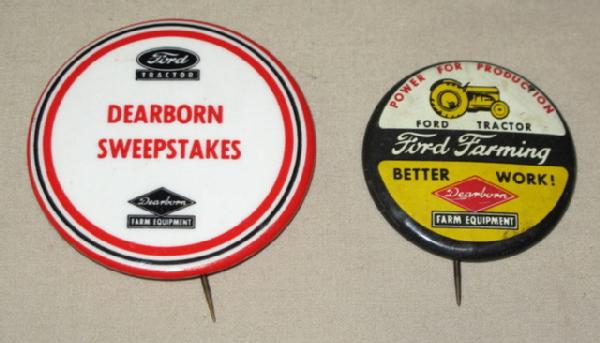 Ford
TRACTOR
DEARBORN
SWEEPSTAKES
Dearborn
FARM EQUIPMENT
POWER FOR PRODUCTION
FORD TRACTOR
Ford Farming
BETTER WORK!
Dearborn
FARM EQUIPMENT